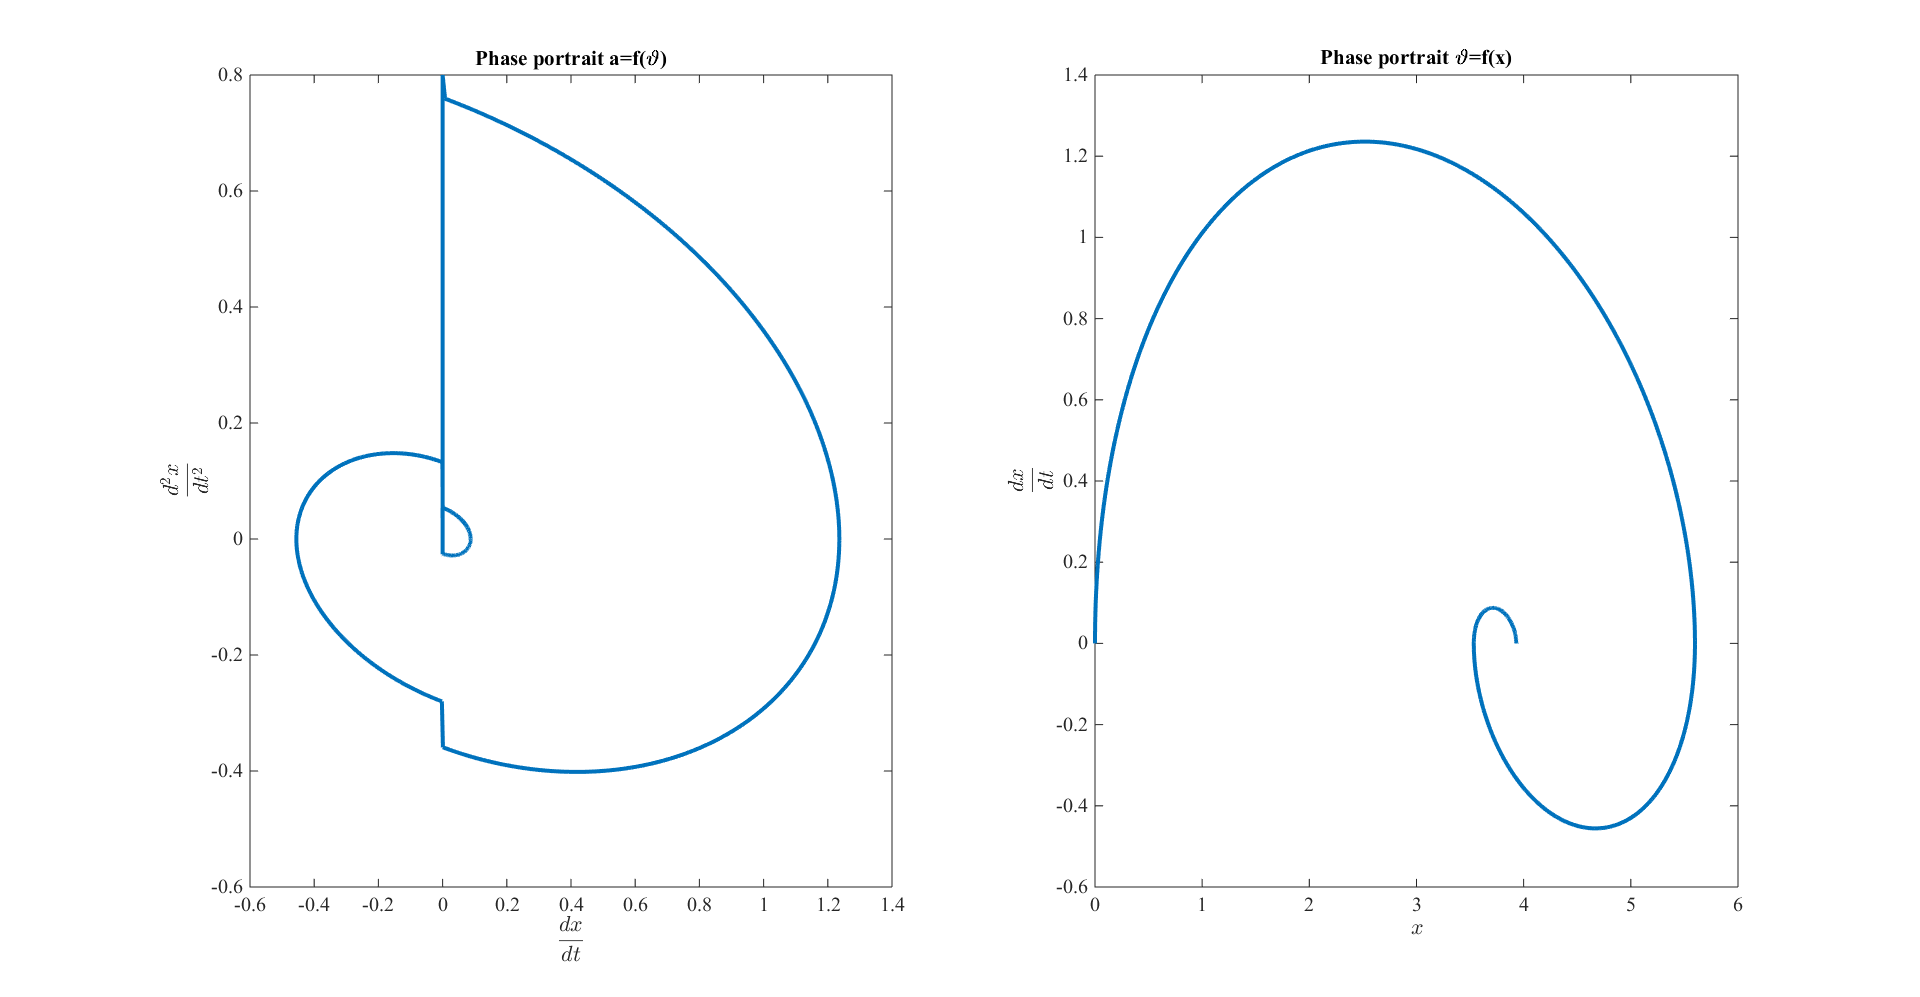 Phase portrait a=f(ϑ)
0.8
0.6
0.4
0.2
0
-0.2
-0.4
-0.6
-0.6 -0.4 -0.2 0 0.2 0.4 0.6 0.8 1 1.2 1.4
d²x
dt²
dx
dt
Phase portrait ϑ=f(x)
1.4
1.2
1
0.8
0.6
0.4
0.2
0
-0.2
-0.4
-0.6
0 1 2 3 4 5 6
dx
dt
x